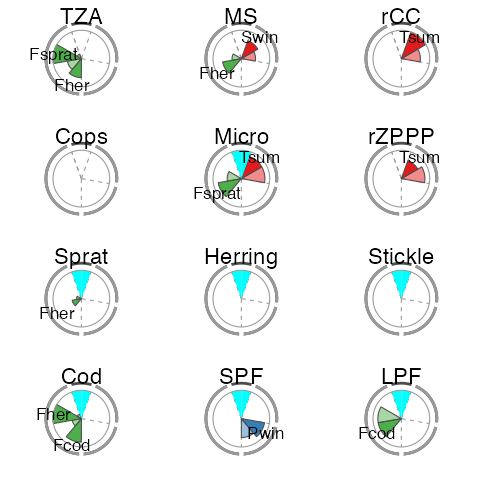 TZA
Fsprat
Fher
MS
Swin
Fher
rCC
Tsum
Cops
Micro
Tsum
Fsprat
rZPPP
Tsum
Sprat
Fher
Herring
Stickle
Cod
Fher
Fcod
SPF
Pwin
LPF
Fcod